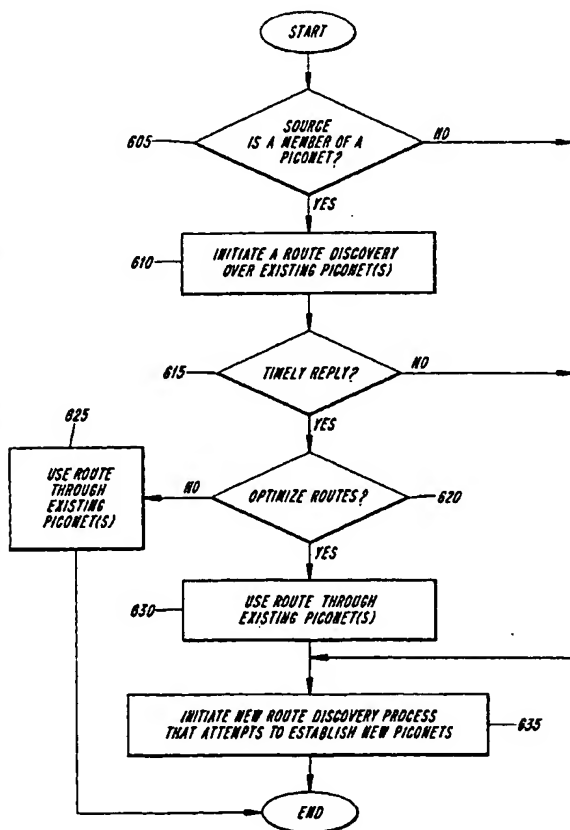 START
605
SOURCE
IS A MEMBER OF A
PICONET?
NO
YES
610
INITIATE A ROUTE DISCOVERY
OVER EXISTING PICONET(S)
615
TIMELY REPLY?
NO
YES
625
USE ROUTE
THROUGH
EXISTING
PICONET(S)
NO
OPTIMIZE ROUTES?
620
YES
630
USE ROUTE THROUGH
EXISTING PICONET(S)
INITIATE NEW ROUTE DISCOVERY PROCESS
THAT ATTEMPTS TO ESTABLISH NEW PICONETS
635
END